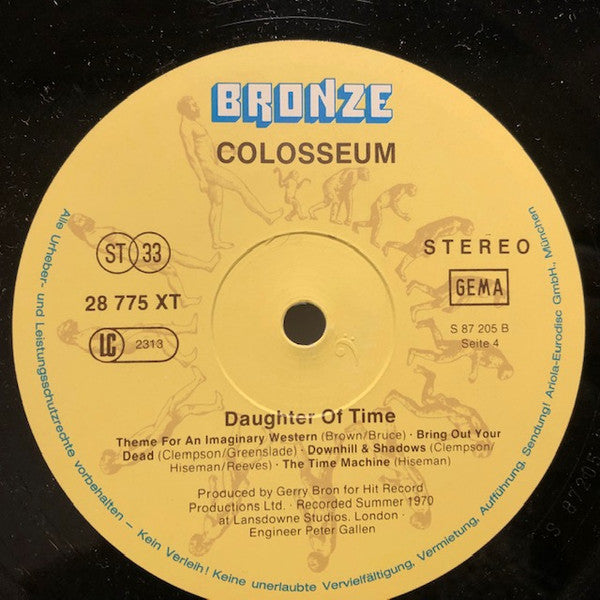 BRONZE
COLOSSEUM
ST 33
STEREO
28 775 XT
GEMA
LC 2313
S 87 205 B
Seite 4
Daughter Of Time
Theme For An Imaginary Western (Brown/Bruce) · Bring Out Your
Dead (Clempson/Greenslade) · Downhill & Shadows (Clempson/
Hiseman/Reeves) · The Time Machine (Hiseman)
Produced by Gerry Bron for Hit Record
Productions Ltd. · Recorded Summer 1970
at Lansdowne Studios, London ·
Engineer Peter Gallen
Alle Urheber- und Leistungsschutzrechte vorbehalten – Kein Verleih! Keine unerlaubte Vervielfältigung, Vermietung, Aufführung, Sendung! Ariola-Eurodisc GmbH., München